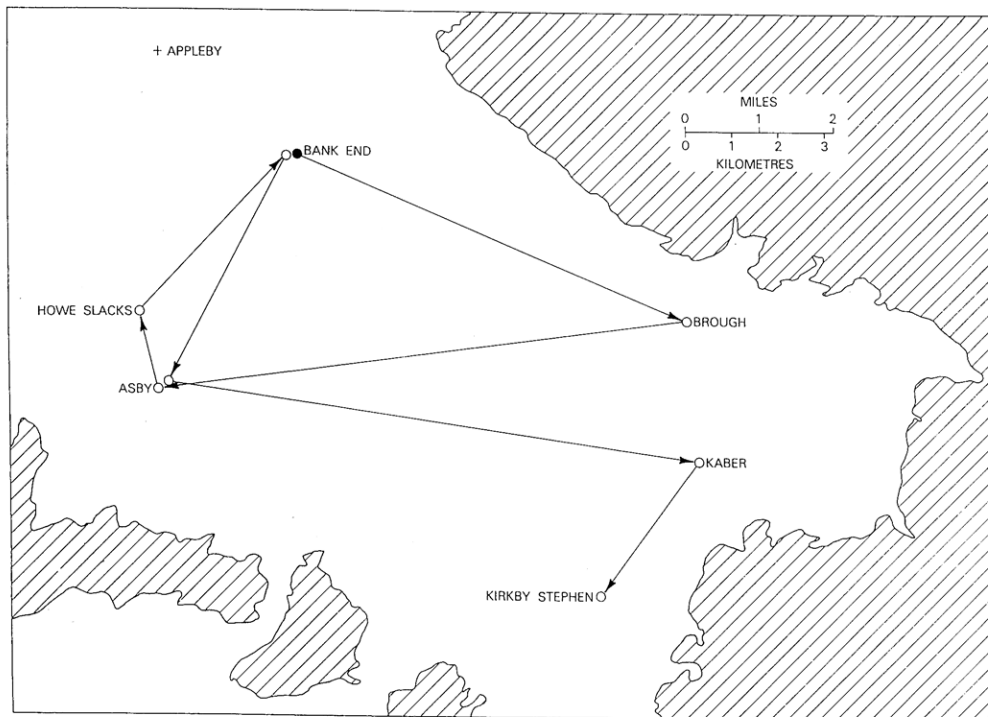 + APPLEBY
MILES
0 1 2
0 1 2 3
KILOMETRES
BANK END
HOWE SLACKS
BROUGH
ASBY
KABER
KIRKBY STEPHEN